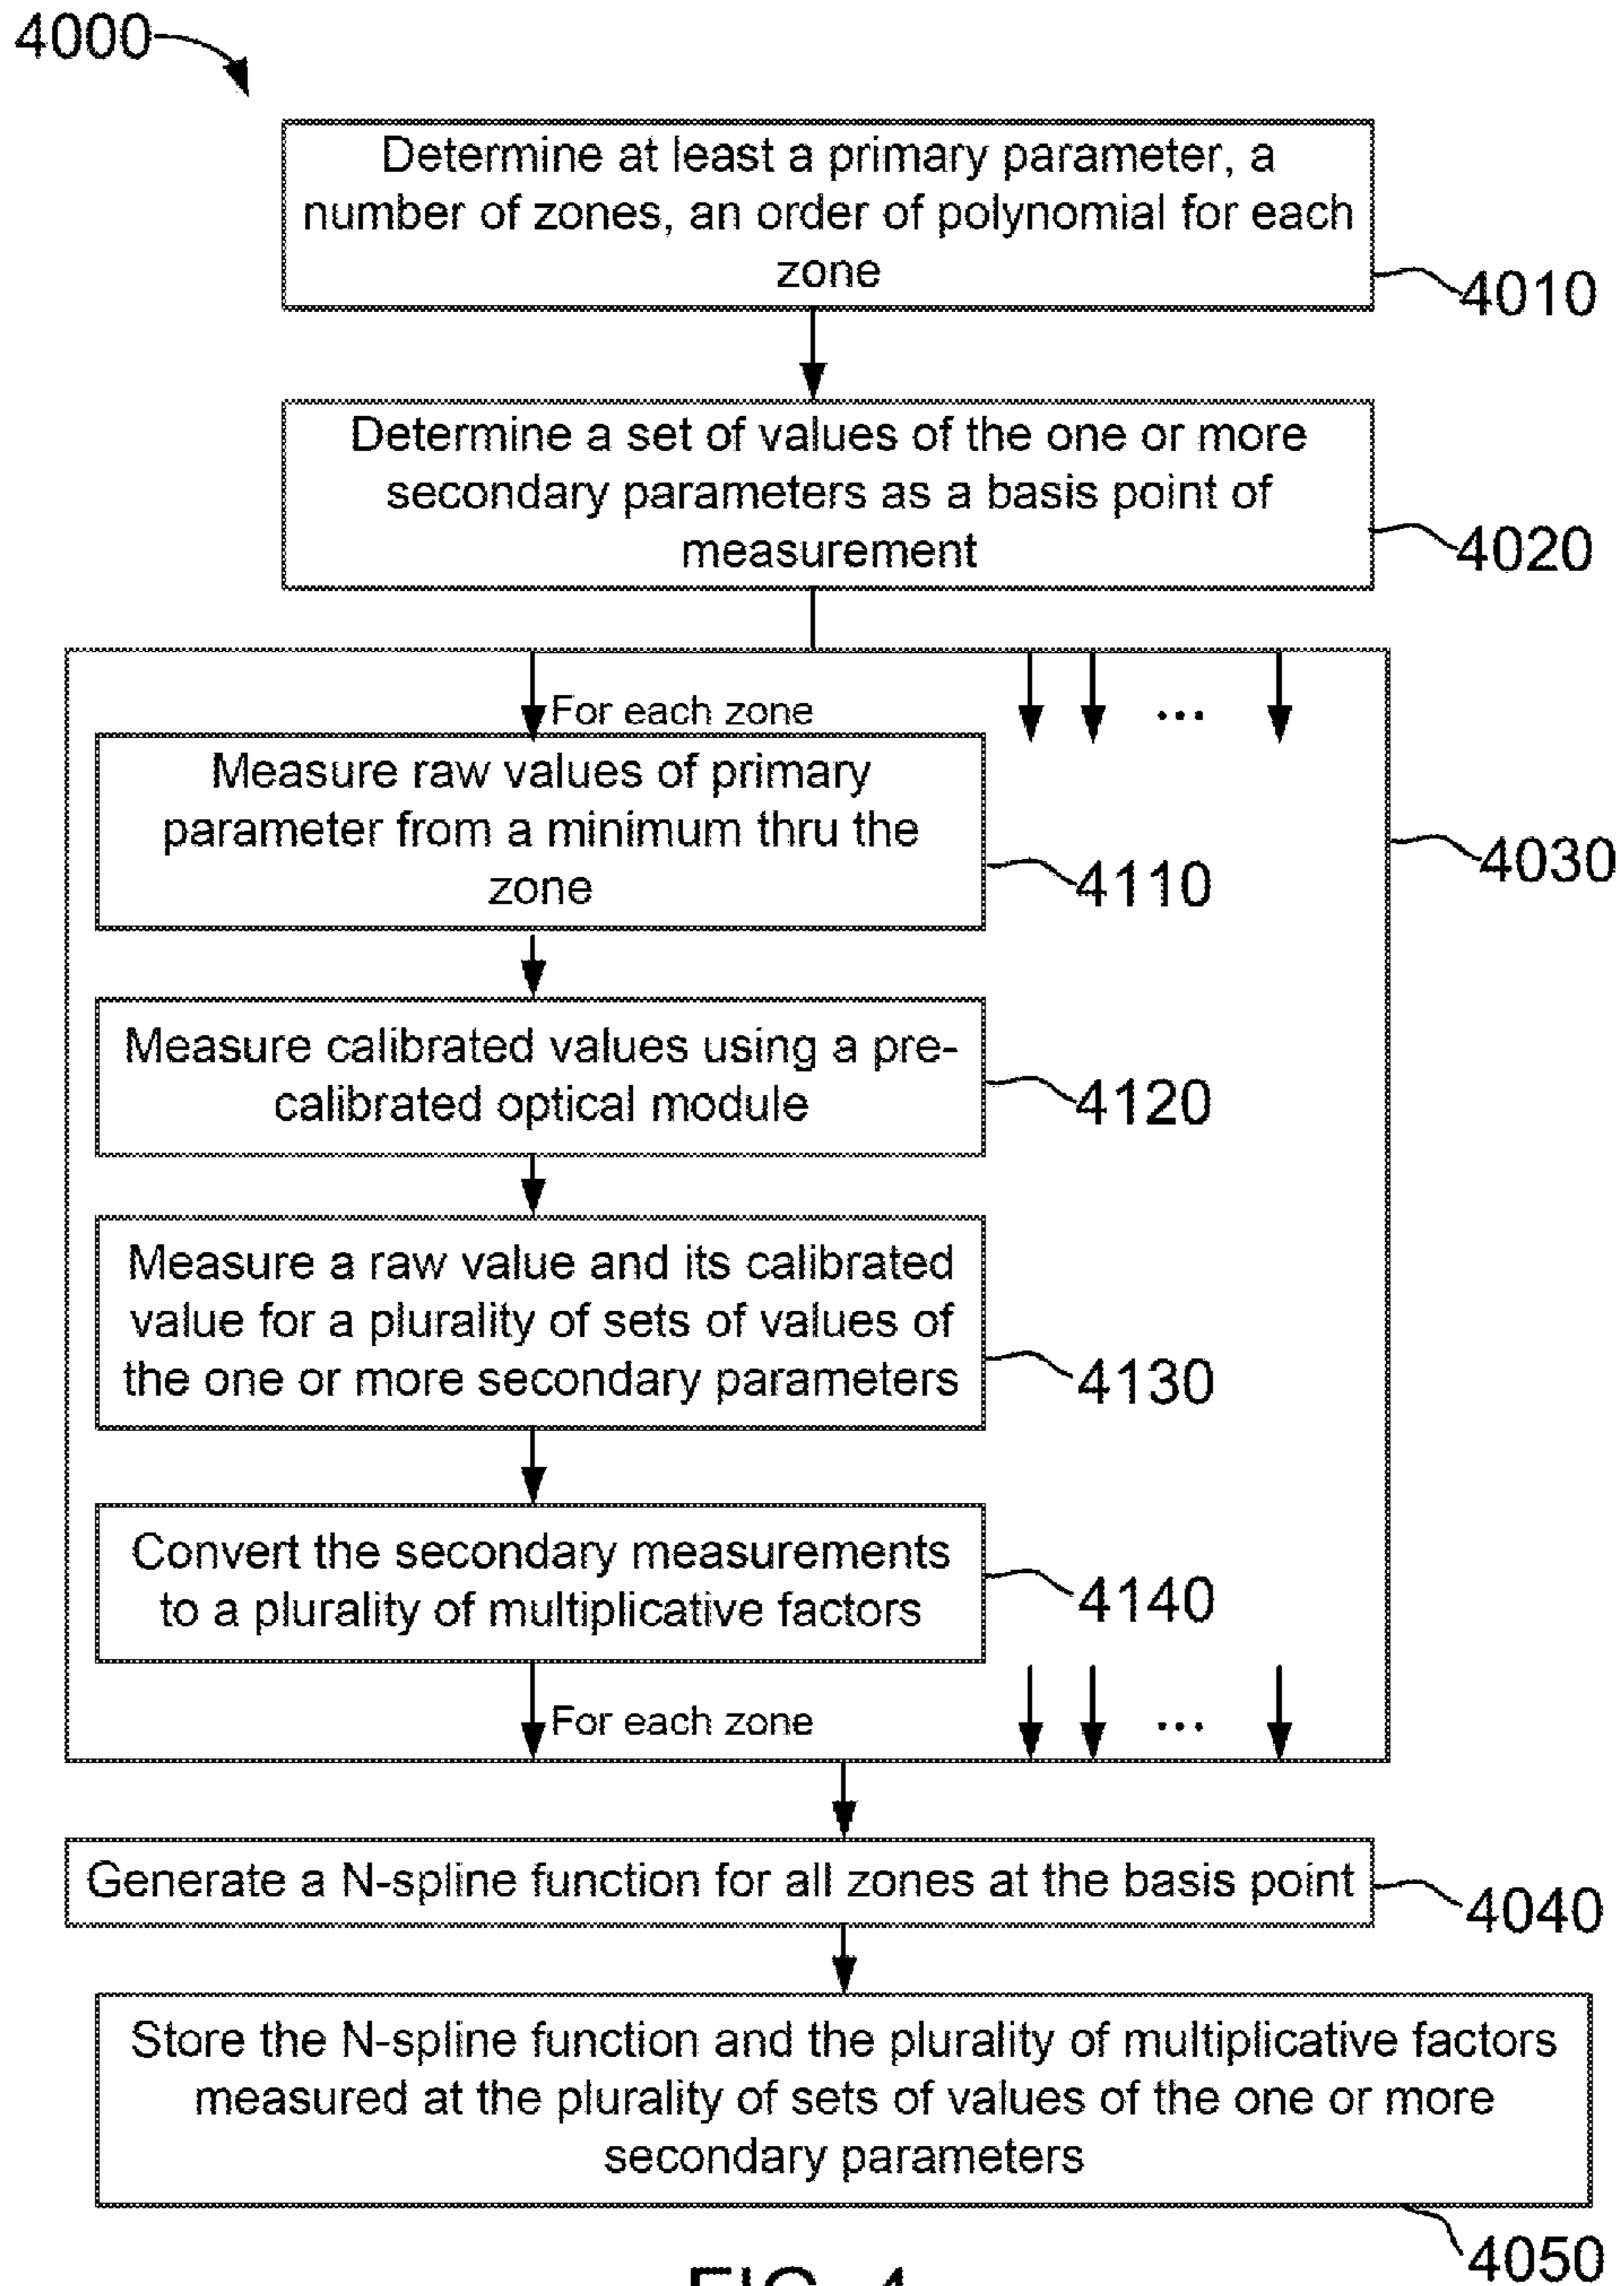 4000
Determine at least a primary parameter, a
number of zones, an order of polynomial for each
zone
4010
Determine a set of values of the one or more
secondary parameters as a basis point of
measurement
4020
For each zone
...
Measure raw values of primary
parameter from a minimum thru the
zone
4110
4030
Measure calibrated values using a pre-
calibrated optical module
4120
Measure a raw value and its calibrated
value for a plurality of sets of values of
the one or more secondary parameters
4130
Convert the secondary measurements
to a plurality of multiplicative factors
4140
For each zone
...
Generate a N-spline function for all zones at the basis point
4040
Store the N-spline function and the plurality of multiplicative factors
measured at the plurality of sets of values of the one or more
secondary parameters
4050
FIG. 4